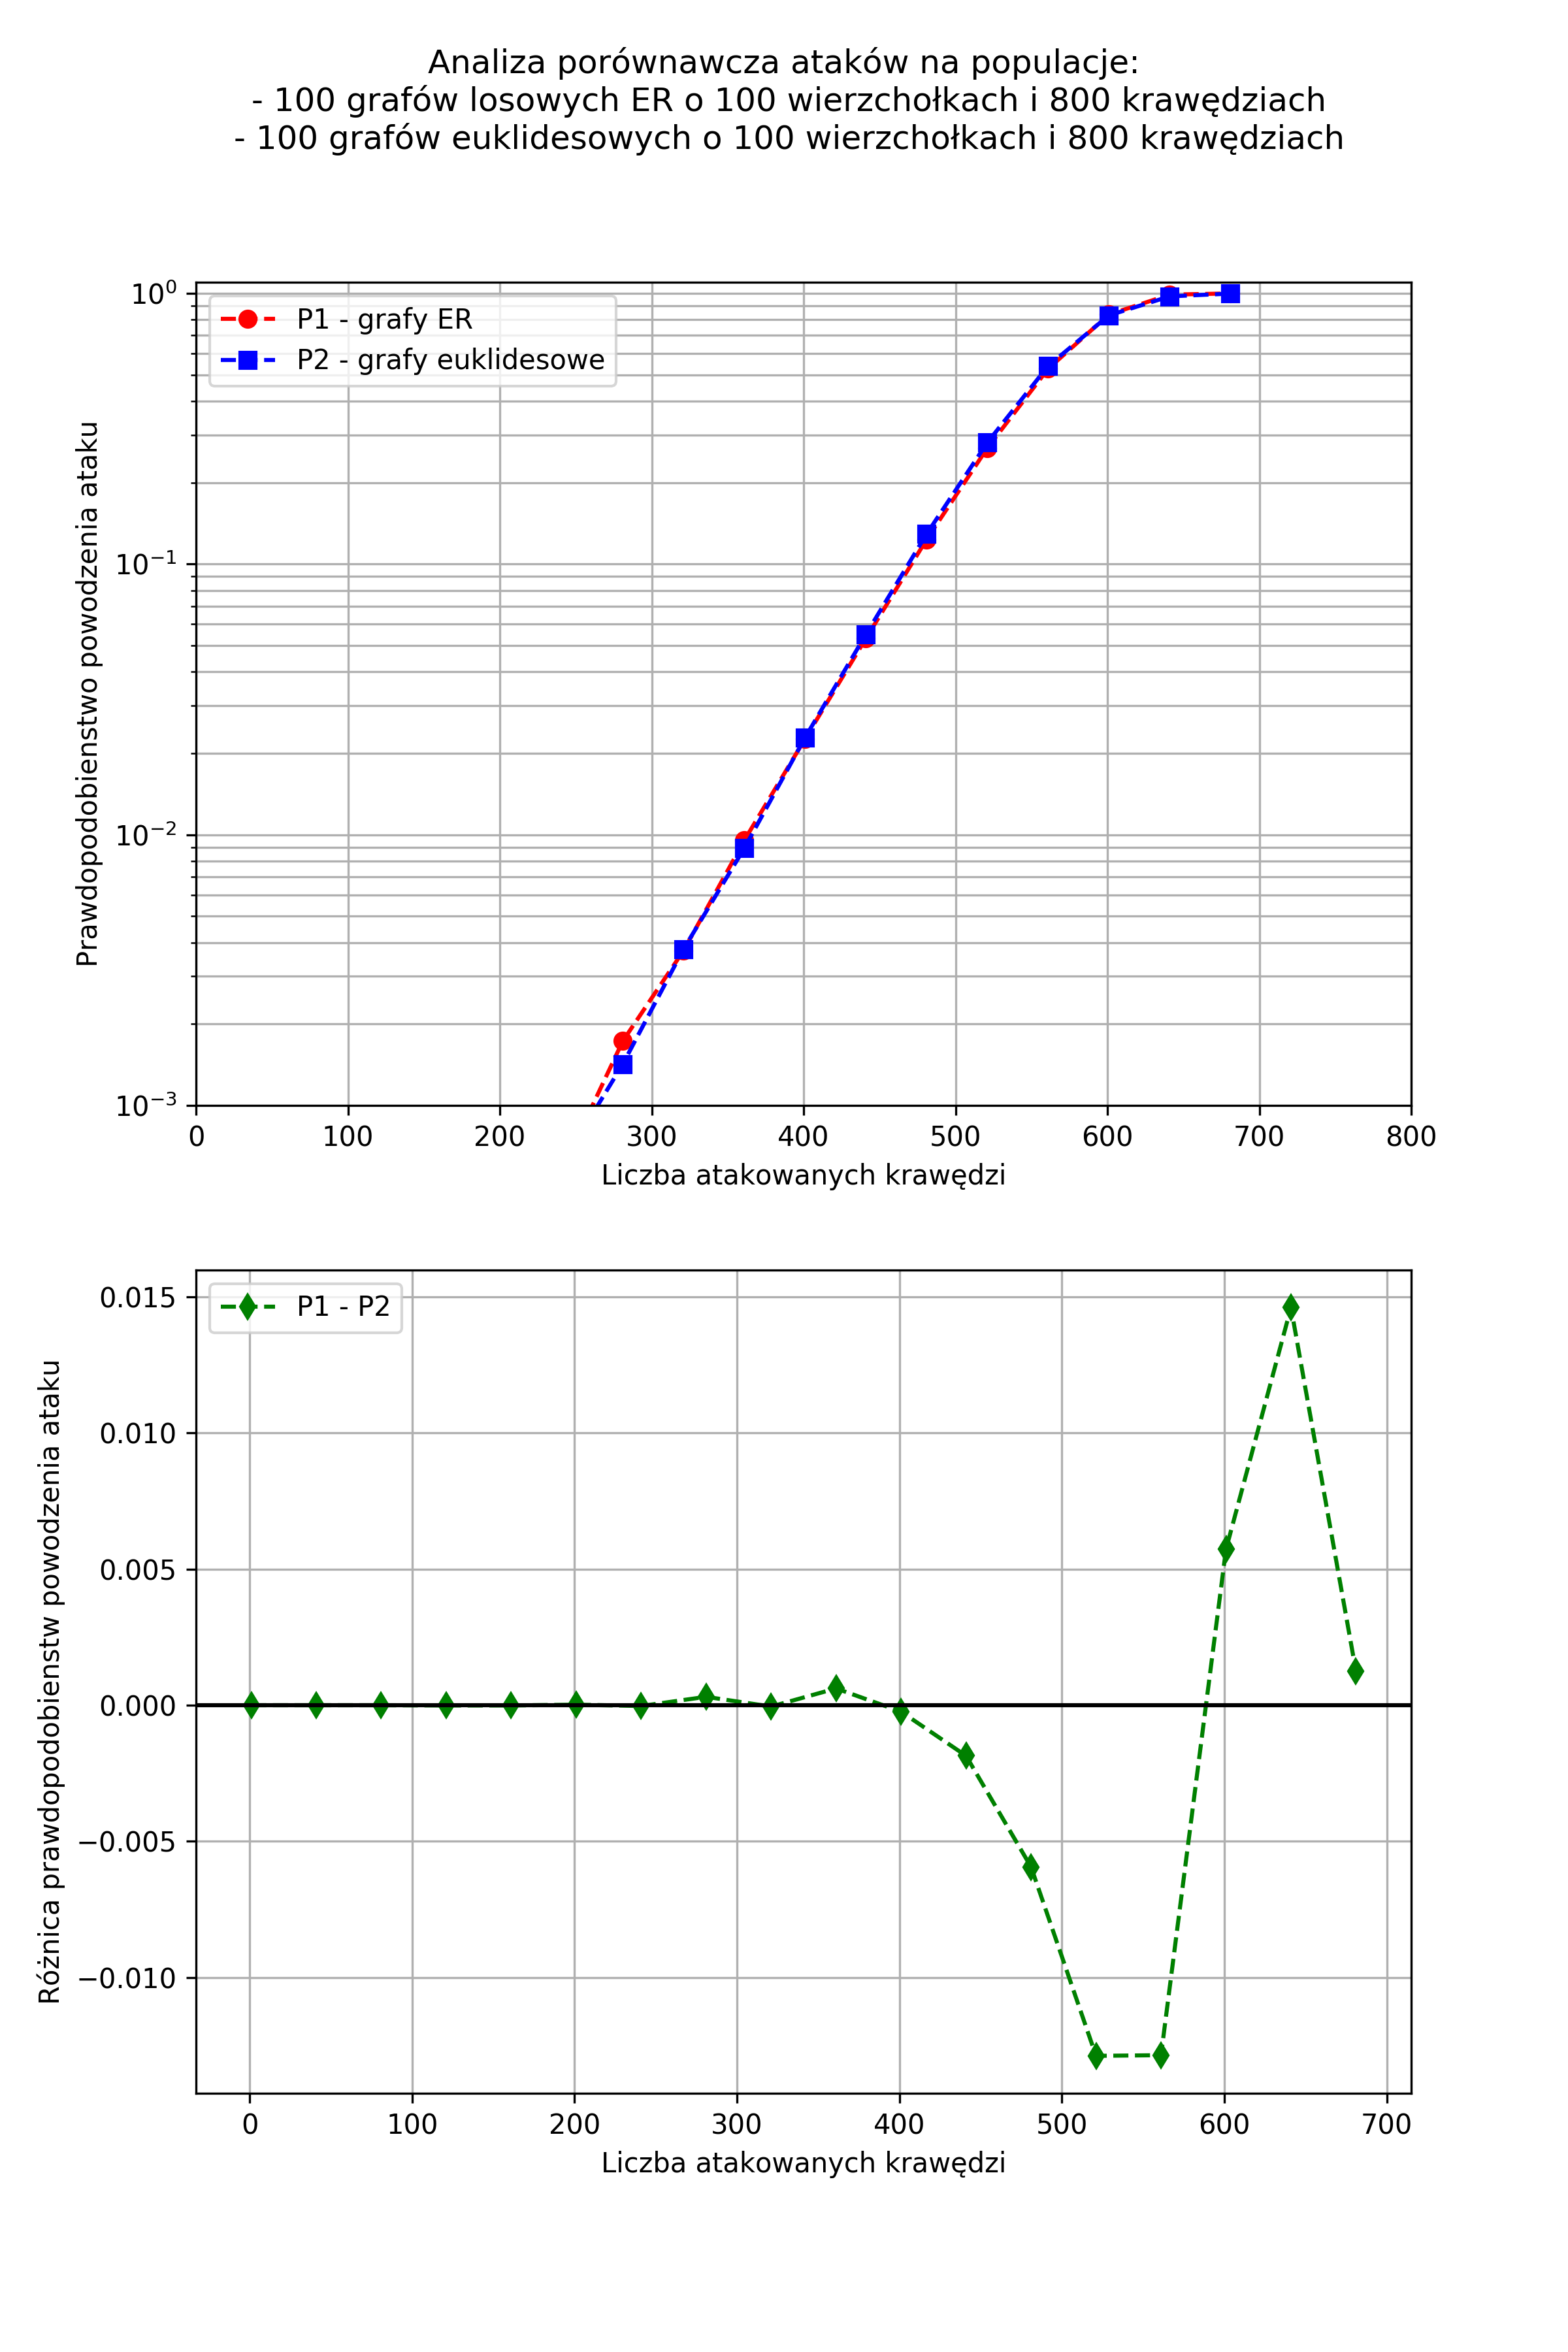 Analiza porównawcza ataków na populacje:
- 100 grafów losowych ER o 100 wierzchołkach i 800 krawędziach
- 100 grafów euklidesowych o 100 wierzchołkach i 800 krawędziach
P1 - grafy ER
P2 - grafy euklidesowe
Prawdopodobienstwo powodzenia ataku
10⁰
10⁻¹
10⁻²
10⁻³
0 100 200 300 400 500 600 700 800
Liczba atakowanych krawędzi
P1 - P2
Różnica prawdopodobienstw powodzenia ataku
0.015
0.010
0.005
0.000
−0.005
−0.010
0 100 200 300 400 500 600 700
Liczba atakowanych krawędzi